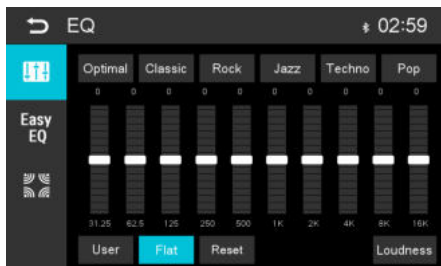 EQ 02:59
Optimal Classic Rock Jazz Techno Pop
0 0 0 0 0 0 0 0 0 0
Easy
EQ
31.25 62.5 125 250 500 1K 2K 4K 8K 16K
User Flat Reset Loudness